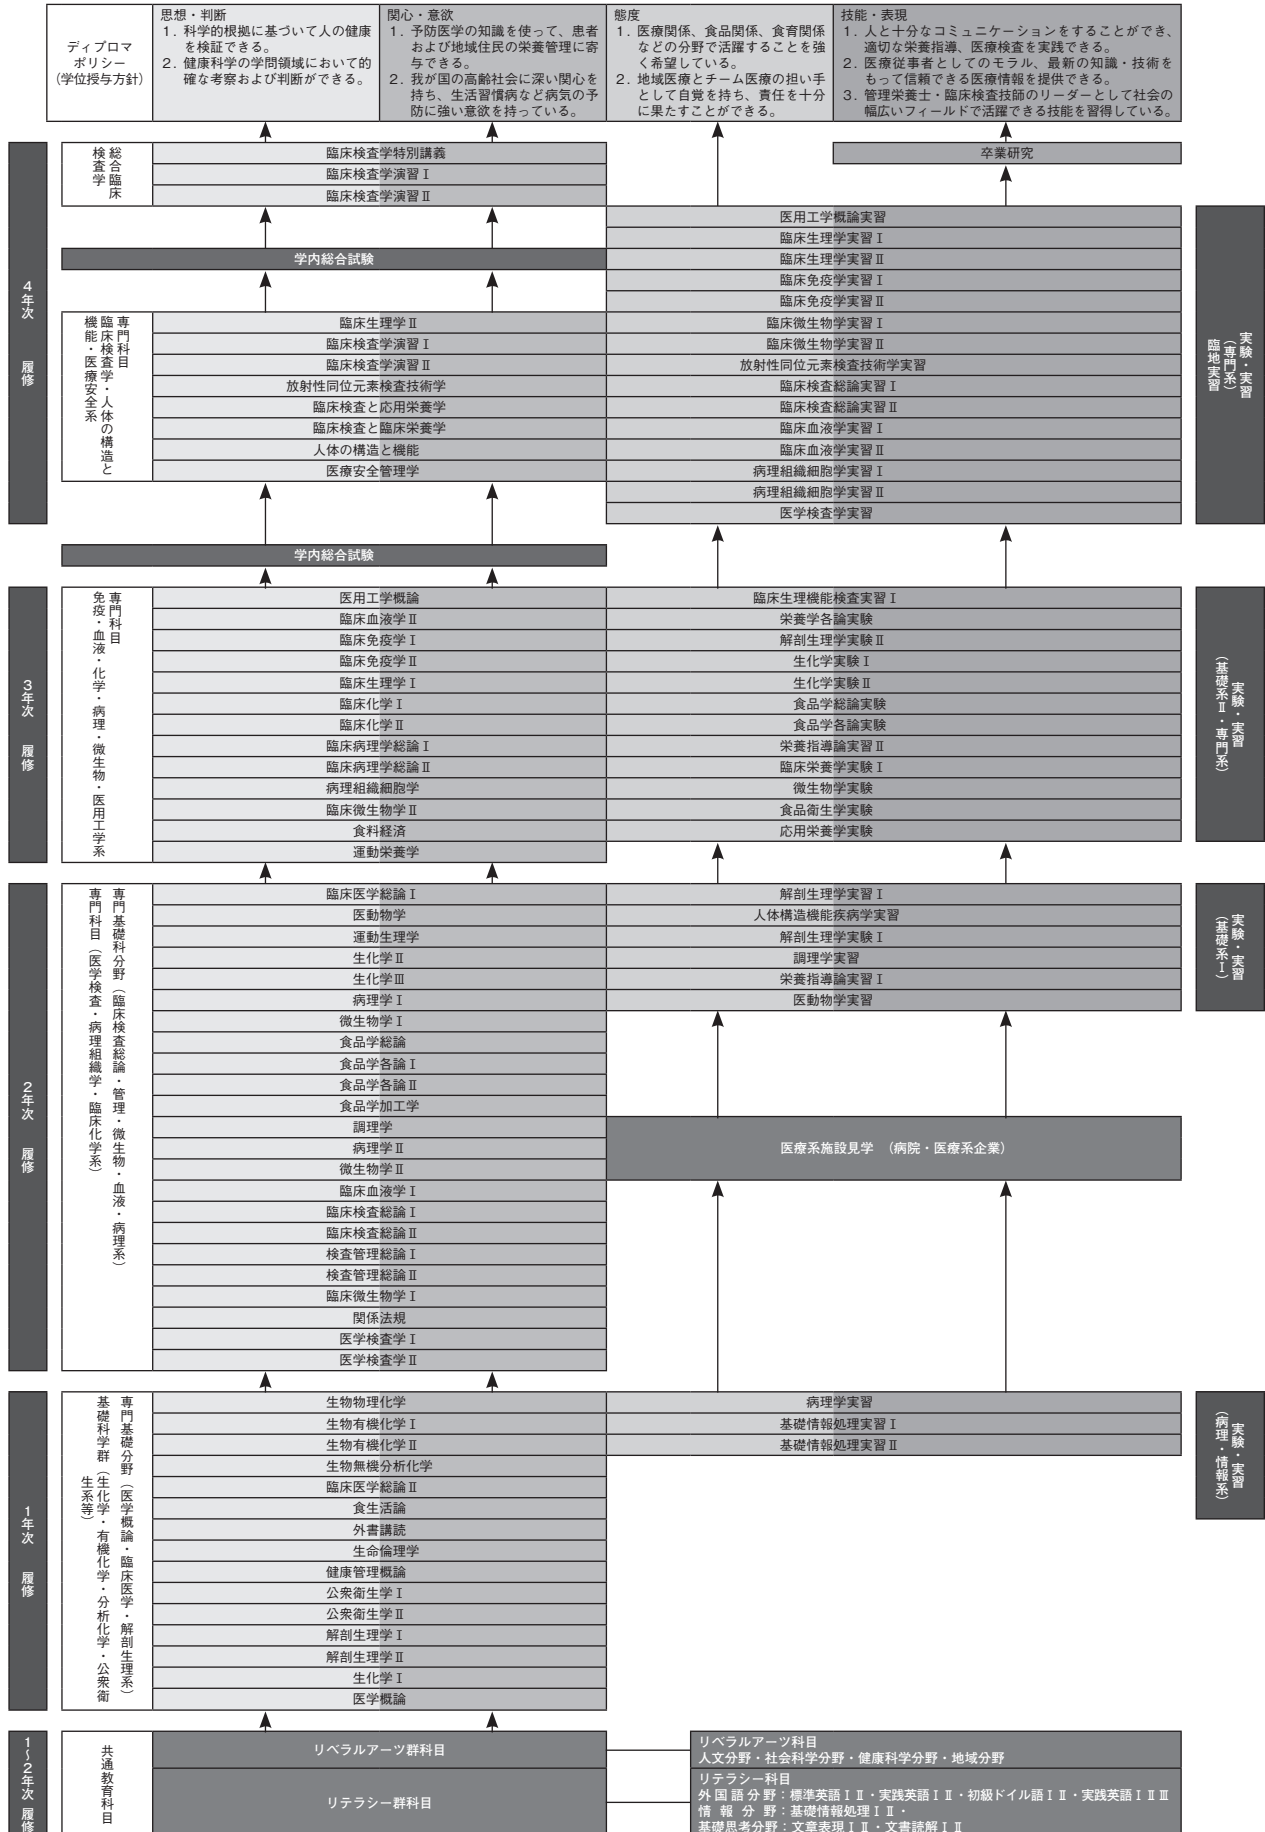 ディプロマ
ポリシー
（学位授与方針）
思想・判断
1．科学的根拠に基づいて人の健康
を検証できる。
2．健康科学の学問領域において的
確な考察および判断ができる。
関心・意欲
1．予防医学の知識を使って、患者
および地域住民の栄養管理に寄
与できる。
2．我が国の高齢社会に深い関心を
持ち、生活習慣病など病気の予
防に強い意欲を持っている。
態度
1．医療関係、食品関係、食育関係
などの分野で活躍することを強
く希望している。
2．地域医療とチーム医療の担い手
として自覚を持ち、責任を十分
に果たすことができる。
技能・表現
1．人と十分なコミュニケーションをすることができ、
適切な栄養指導、医療検査を実践できる。
2．医療従事者としてのモラル、最新の知識・技術を
もって信頼できる医療情報を提供できる。
3．管理栄養士・臨床検査技師のリーダーとして社会の
幅広いフィールドで活躍できる技能を習得している。
4年次 履修
総合臨床
検査学
臨床検査学特別講義
臨床検査学演習Ⅰ
臨床検査学演習Ⅱ
卒業研究
学内総合試験
専門科目
臨床検査学・人体の構造と
機能・医療安全系
臨床生理学Ⅱ
臨床検査学演習Ⅰ
臨床検査学演習Ⅱ
放射性同位元素検査技術学
臨床検査と応用栄養学
臨床検査と臨床栄養学
人体の構造と機能
医療安全管理学
医用工学概論実習
臨床生理学実習Ⅰ
臨床生理学実習Ⅱ
臨床免疫学実習Ⅰ
臨床免疫学実習Ⅱ
臨床微生物学実習Ⅰ
臨床微生物学実習Ⅱ
放射性同位元素検査技術学実習
臨床検査総論実習Ⅰ
臨床検査総論実習Ⅱ
臨床血液学実習Ⅰ
臨床血液学実習Ⅱ
病理組織細胞学実習Ⅰ
病理組織細胞学実習Ⅱ
医学検査学実習
実験・実習
（専門系）
臨地実習
学内総合試験
3年次 履修
専門科目
免疫・血液・化学・病理・微生物・医用工学系
医用工学概論
臨床血液学Ⅱ
臨床免疫学Ⅰ
臨床免疫学Ⅱ
臨床生理学Ⅰ
臨床化学Ⅰ
臨床化学Ⅱ
臨床病理学総論Ⅰ
臨床病理学総論Ⅱ
病理組織細胞学
臨床微生物学Ⅱ
食料経済
運動栄養学
臨床生理機能検査実習Ⅰ
栄養学各論実験
解剖生理学実験Ⅱ
生化学実験Ⅰ
生化学実験Ⅱ
食品学総論実験
食品学各論実験
栄養指導論実習Ⅱ
臨床栄養学実験Ⅰ
微生物学実験
食品衛生学実験
応用栄養学実験
実験・実習
（基礎系Ⅱ・専門系）
2年次 履修
専門基礎科分野（臨床検査総論・管理・微生物・血液・病理系）
専門科目（医学検査・病理組織学・臨床化学系）
臨床医学総論Ⅰ
医動物学
運動生理学
生化学Ⅱ
生化学Ⅲ
病理学Ⅰ
微生物学Ⅰ
食品学総論
食品学各論Ⅰ
食品学各論Ⅱ
食品学加工学
調理学
病理学Ⅱ
微生物学Ⅱ
臨床血液学Ⅰ
臨床検査総論Ⅰ
臨床検査総論Ⅱ
検査管理総論Ⅰ
検査管理総論Ⅱ
臨床微生物学Ⅰ
関係法規
医学検査学Ⅰ
医学検査学Ⅱ
解剖生理学実習Ⅰ
人体構造機能疾病学実習
解剖生理学実験Ⅰ
調理学実習
栄養指導論実習Ⅰ
医動物学実習
医療系施設見学 （病院・医療系企業）
実験・実習
（基礎系Ⅰ）
1年次 履修
専門基礎分野（医学概論・臨床医学・解剖生理系）
基礎科学群（生化学・有機化学・分析化学・公衆衛
生系等）
生物物理化学
生物有機化学Ⅰ
生物有機化学Ⅱ
生物無機分析化学
臨床医学総論Ⅱ
食生活論
外書講読
生命倫理学
健康管理概論
公衆衛生学Ⅰ
公衆衛生学Ⅱ
解剖生理学Ⅰ
解剖生理学Ⅱ
生化学Ⅰ
医学概論
病理学実習
基礎情報処理実習Ⅰ
基礎情報処理実習Ⅱ
実験・実習
（病理・情報系）
1～2年次 履修
共通教育科目
リベラルアーツ群科目
リテラシー群科目
リベラルアーツ科目
人文分野・社会科学分野・健康科学分野・地域分野
リテラシー科目
外国語分野：標準英語ⅠⅡ・実践英語ⅠⅡ・初級ドイル語ⅠⅡ・実践英語ⅠⅡⅢ
情報分野：基礎情報処理ⅠⅡ・
基礎思考分野：文章表現ⅠⅡ・文書読解ⅠⅡ